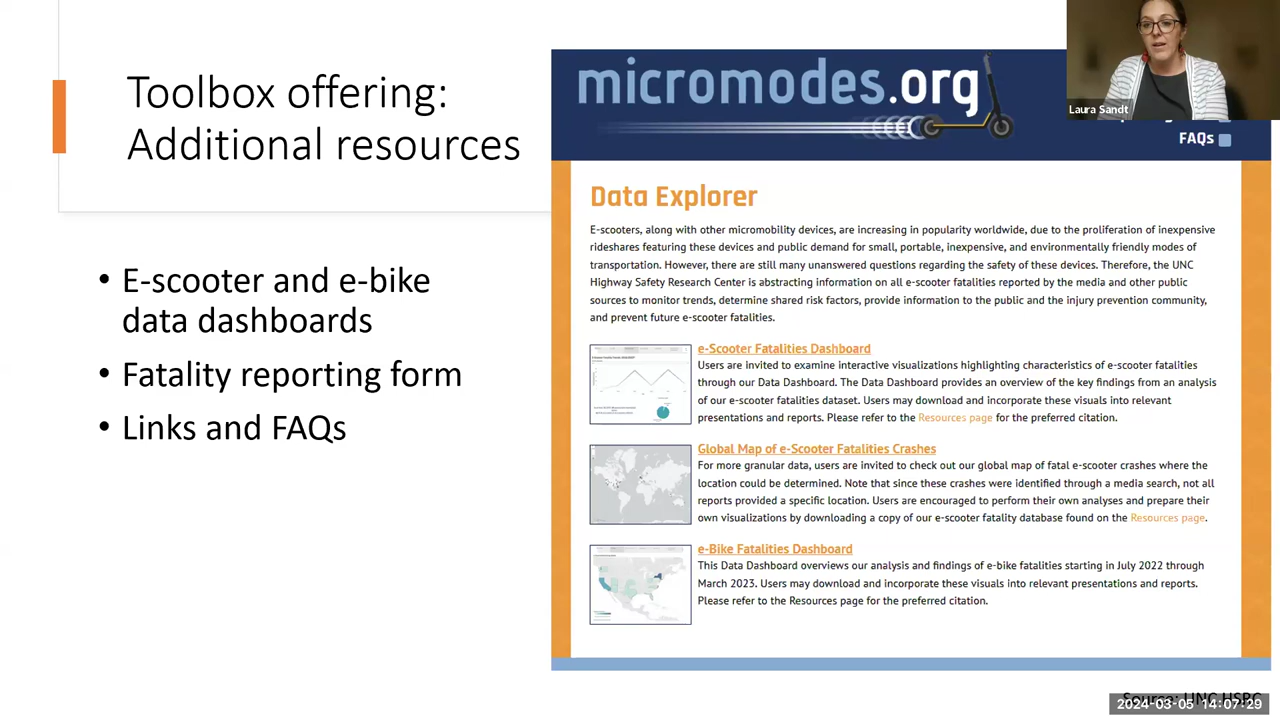 Toolbox offering:
Additional resources
• E-scooter and e-bike
data dashboards
• Fatality reporting form
• Links and FAQs
micromodes.org
Laura Sandt
FAQs
Data Explorer
E-scooters, along with other micromobility devices, are increasing in popularity worldwide, due to the proliferation of inexpensive
rideshares featuring these devices and public demand for small, portable, inexpensive, and environmentally friendly modes of
transportation. However, there are still many unanswered questions regarding the safety of these devices. Therefore, the UNC
Highway Safety Research Center is abstracting information on all e-scooter fatalities reported by the media and other public
sources to monitor trends, determine shared risk factors, provide information to the public and the injury prevention community,
and prevent future e-scooter fatalities.
e-Scooter Fatalities Dashboard
Users are invited to examine interactive visualizations highlighting characteristics of e-scooter fatalities
through our Data Dashboard. The Data Dashboard provides an overview of the key findings from an analysis
of our e-scooter fatalities dataset. Users may download and incorporate these visuals into relevant
presentations and reports. Please refer to the Resources page for the preferred citation.
Global Map of e-Scooter Fatalities Crashes
For more granular data, users are invited to check out our global map of fatal e-scooter crashes where the
location could be determined. Note that since these crashes were identified through a media search, not all
reports provided a specific location. Users are encouraged to perform their own analyses and prepare their
own visualizations by downloading a copy of our e-scooter fatality database found on the Resources page.
e-Bike Fatalities Dashboard
This Data Dashboard overviews our analysis and findings of e-bike fatalities starting in July 2022 through
March 2023. Users may download and incorporate these visuals into relevant presentations and reports.
Please refer to the Resources page for the preferred citation.
Source: UNC HSRC
2024-03-05 14:07:29